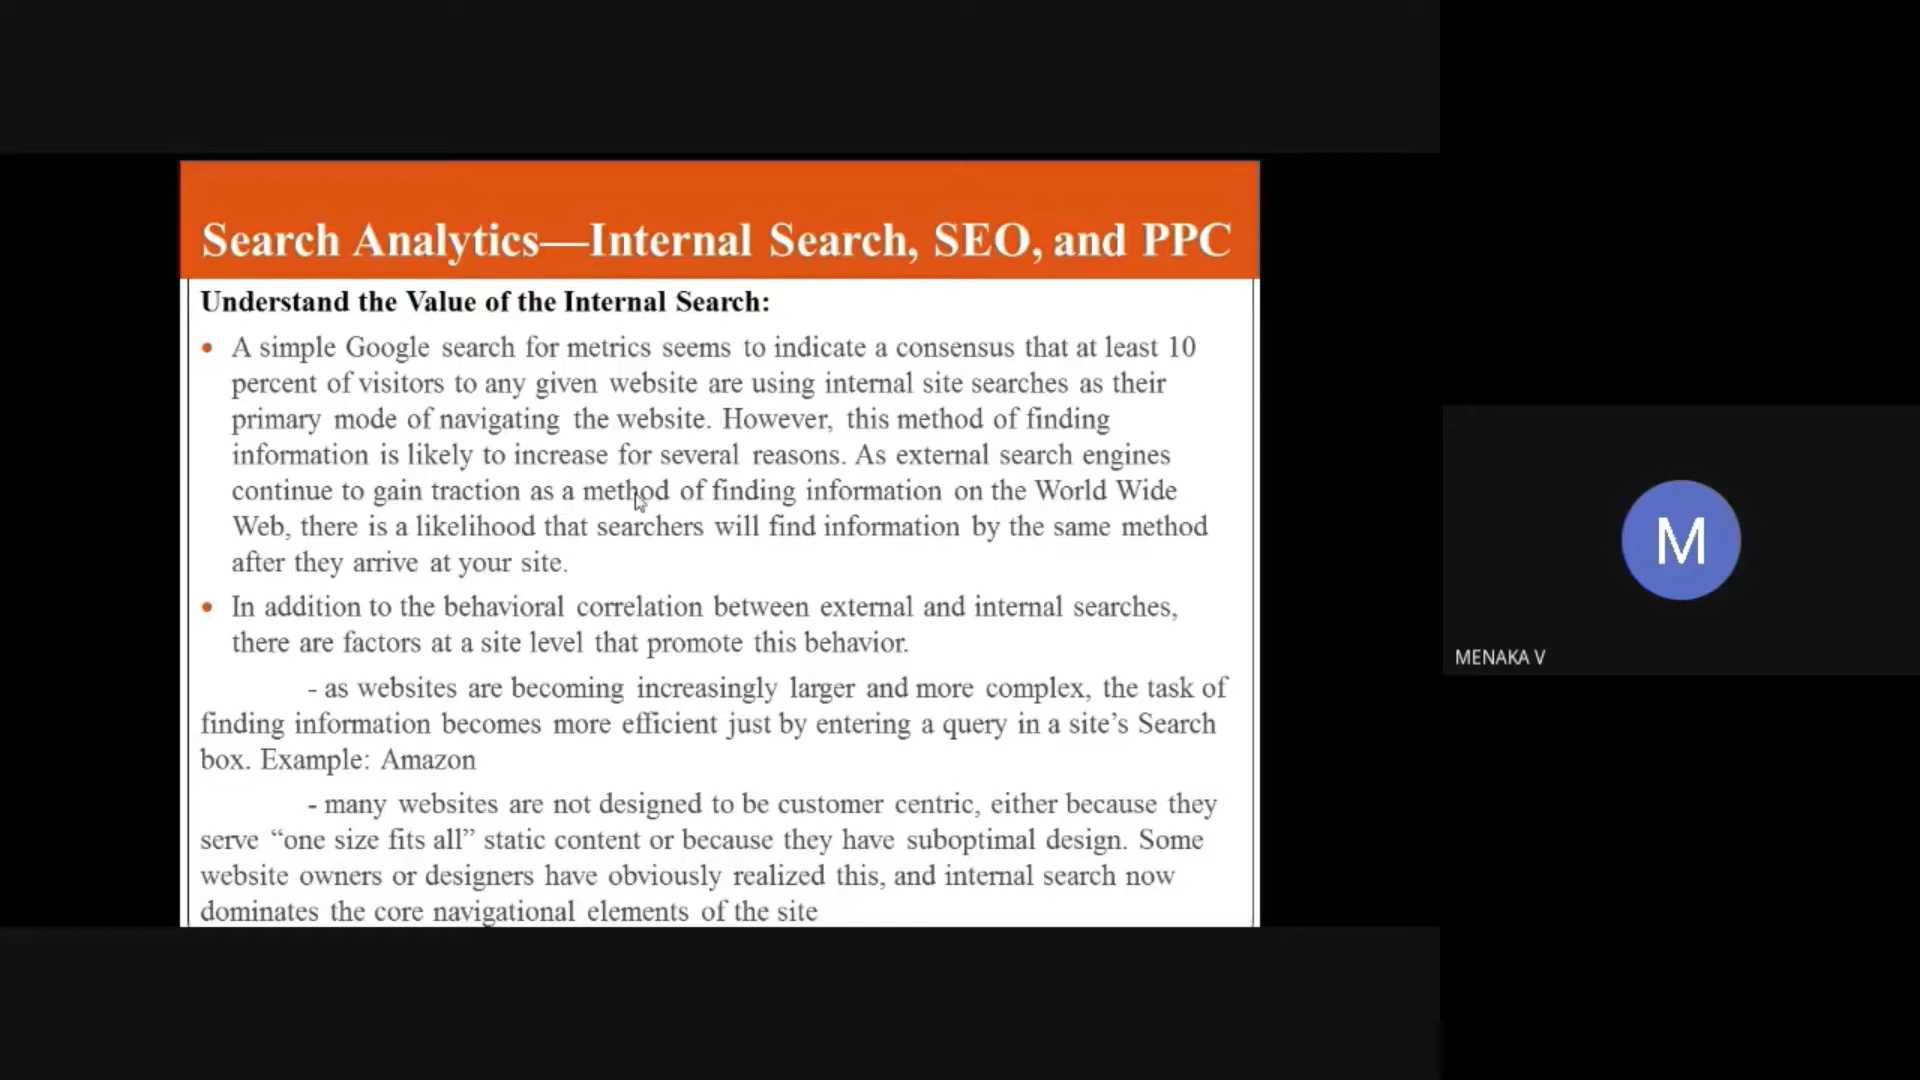 Search Analytics—Internal Search, SEO, and PPC
Understand the Value of the Internal Search:
• A simple Google search for metrics seems to indicate a consensus that at least 10
percent of visitors to any given website are using internal site searches as their
primary mode of navigating the website. However, this method of finding
information is likely to increase for several reasons. As external search engines
continue to gain traction as a method of finding information on the World Wide
Web, there is a likelihood that searchers will find information by the same method
after they arrive at your site.
• In addition to the behavioral correlation between external and internal searches,
there are factors at a site level that promote this behavior.
- as websites are becoming increasingly larger and more complex, the task of
finding information becomes more efficient just by entering a query in a site’s Search
box. Example: Amazon
- many websites are not designed to be customer centric, either because they
serve “one size fits all” static content or because they have suboptimal design. Some
website owners or designers have obviously realized this, and internal search now
dominates the core navigational elements of the site
M
MENAKA V